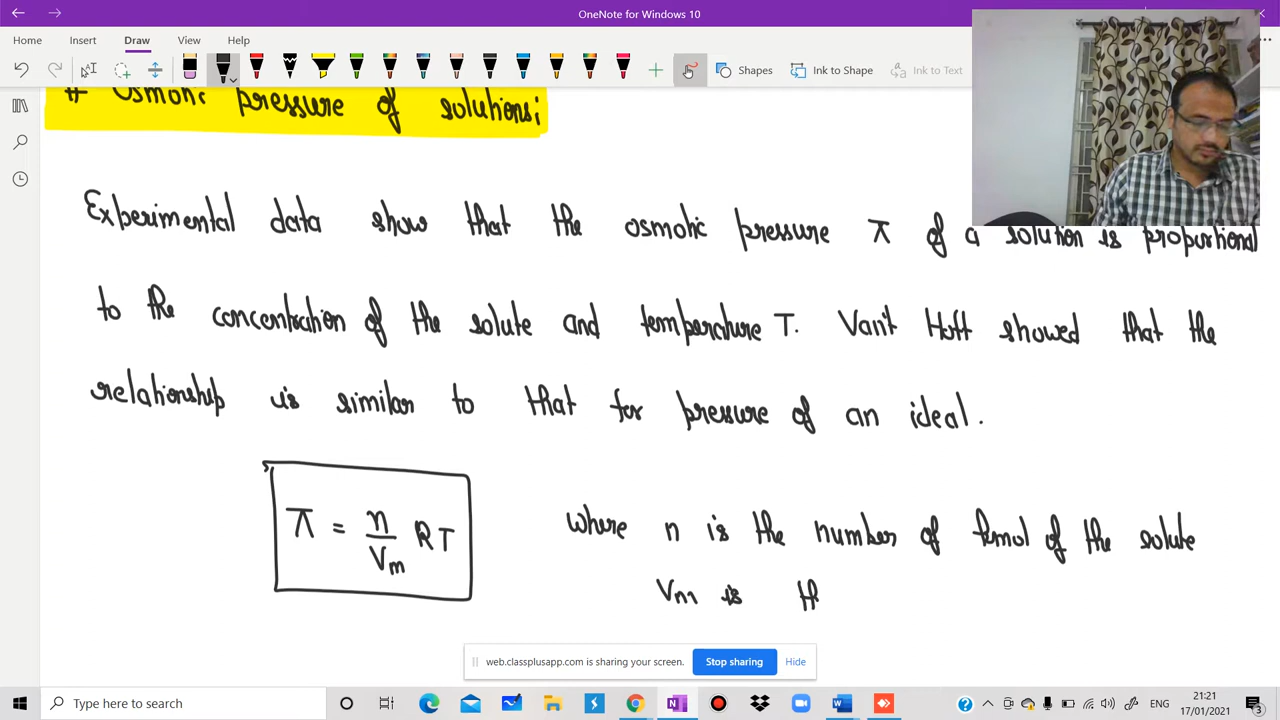 OneNote for Windows 10
Home Insert Draw View Help
Shapes Ink to Shape Ink to Text
# Osmotic pressure of solutions;
Experimental data show that the osmotic pressure π of a solution is proportional
to the concentration of the solute and temperature T. Van't Hoff showed that the
relationship is similar to that for pressure of an ideal.
π = n/Vm RT
where n is the number of kmol of the solute
Vm is th
web.classplusapp.com is sharing your screen. Stop sharing Hide
Type here to search
ENG
21:21
17/01/2021
3